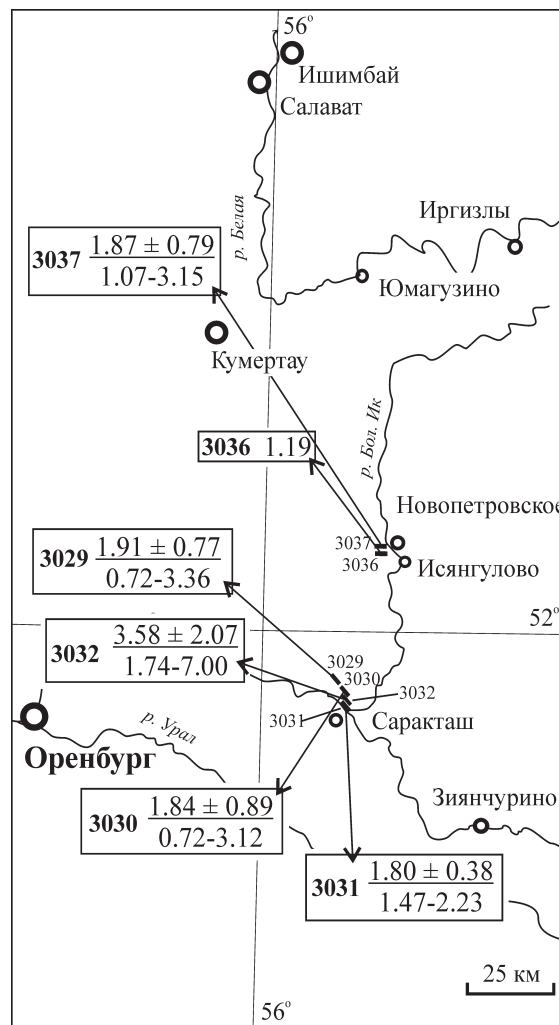 56°
Ишимбай
Салават
р. Белая
Иргизлы
Юмагузино
3037 1.87 ± 0.79
1.07-3.15
Кумертау
р. Бол. Ик
3036 1.19
Новопетровское
3037
3036
Исянгулово
3029 1.91 ± 0.77
0.72-3.36
52°
3032 3.58 ± 2.07
1.74-7.00
3029
3030
3032
3031
Саракташ
р. Урал
Оренбург
Зиянчурино
3030 1.84 ± 0.89
0.72-3.12
3031 1.80 ± 0.38
1.47-2.23
25 км
56°